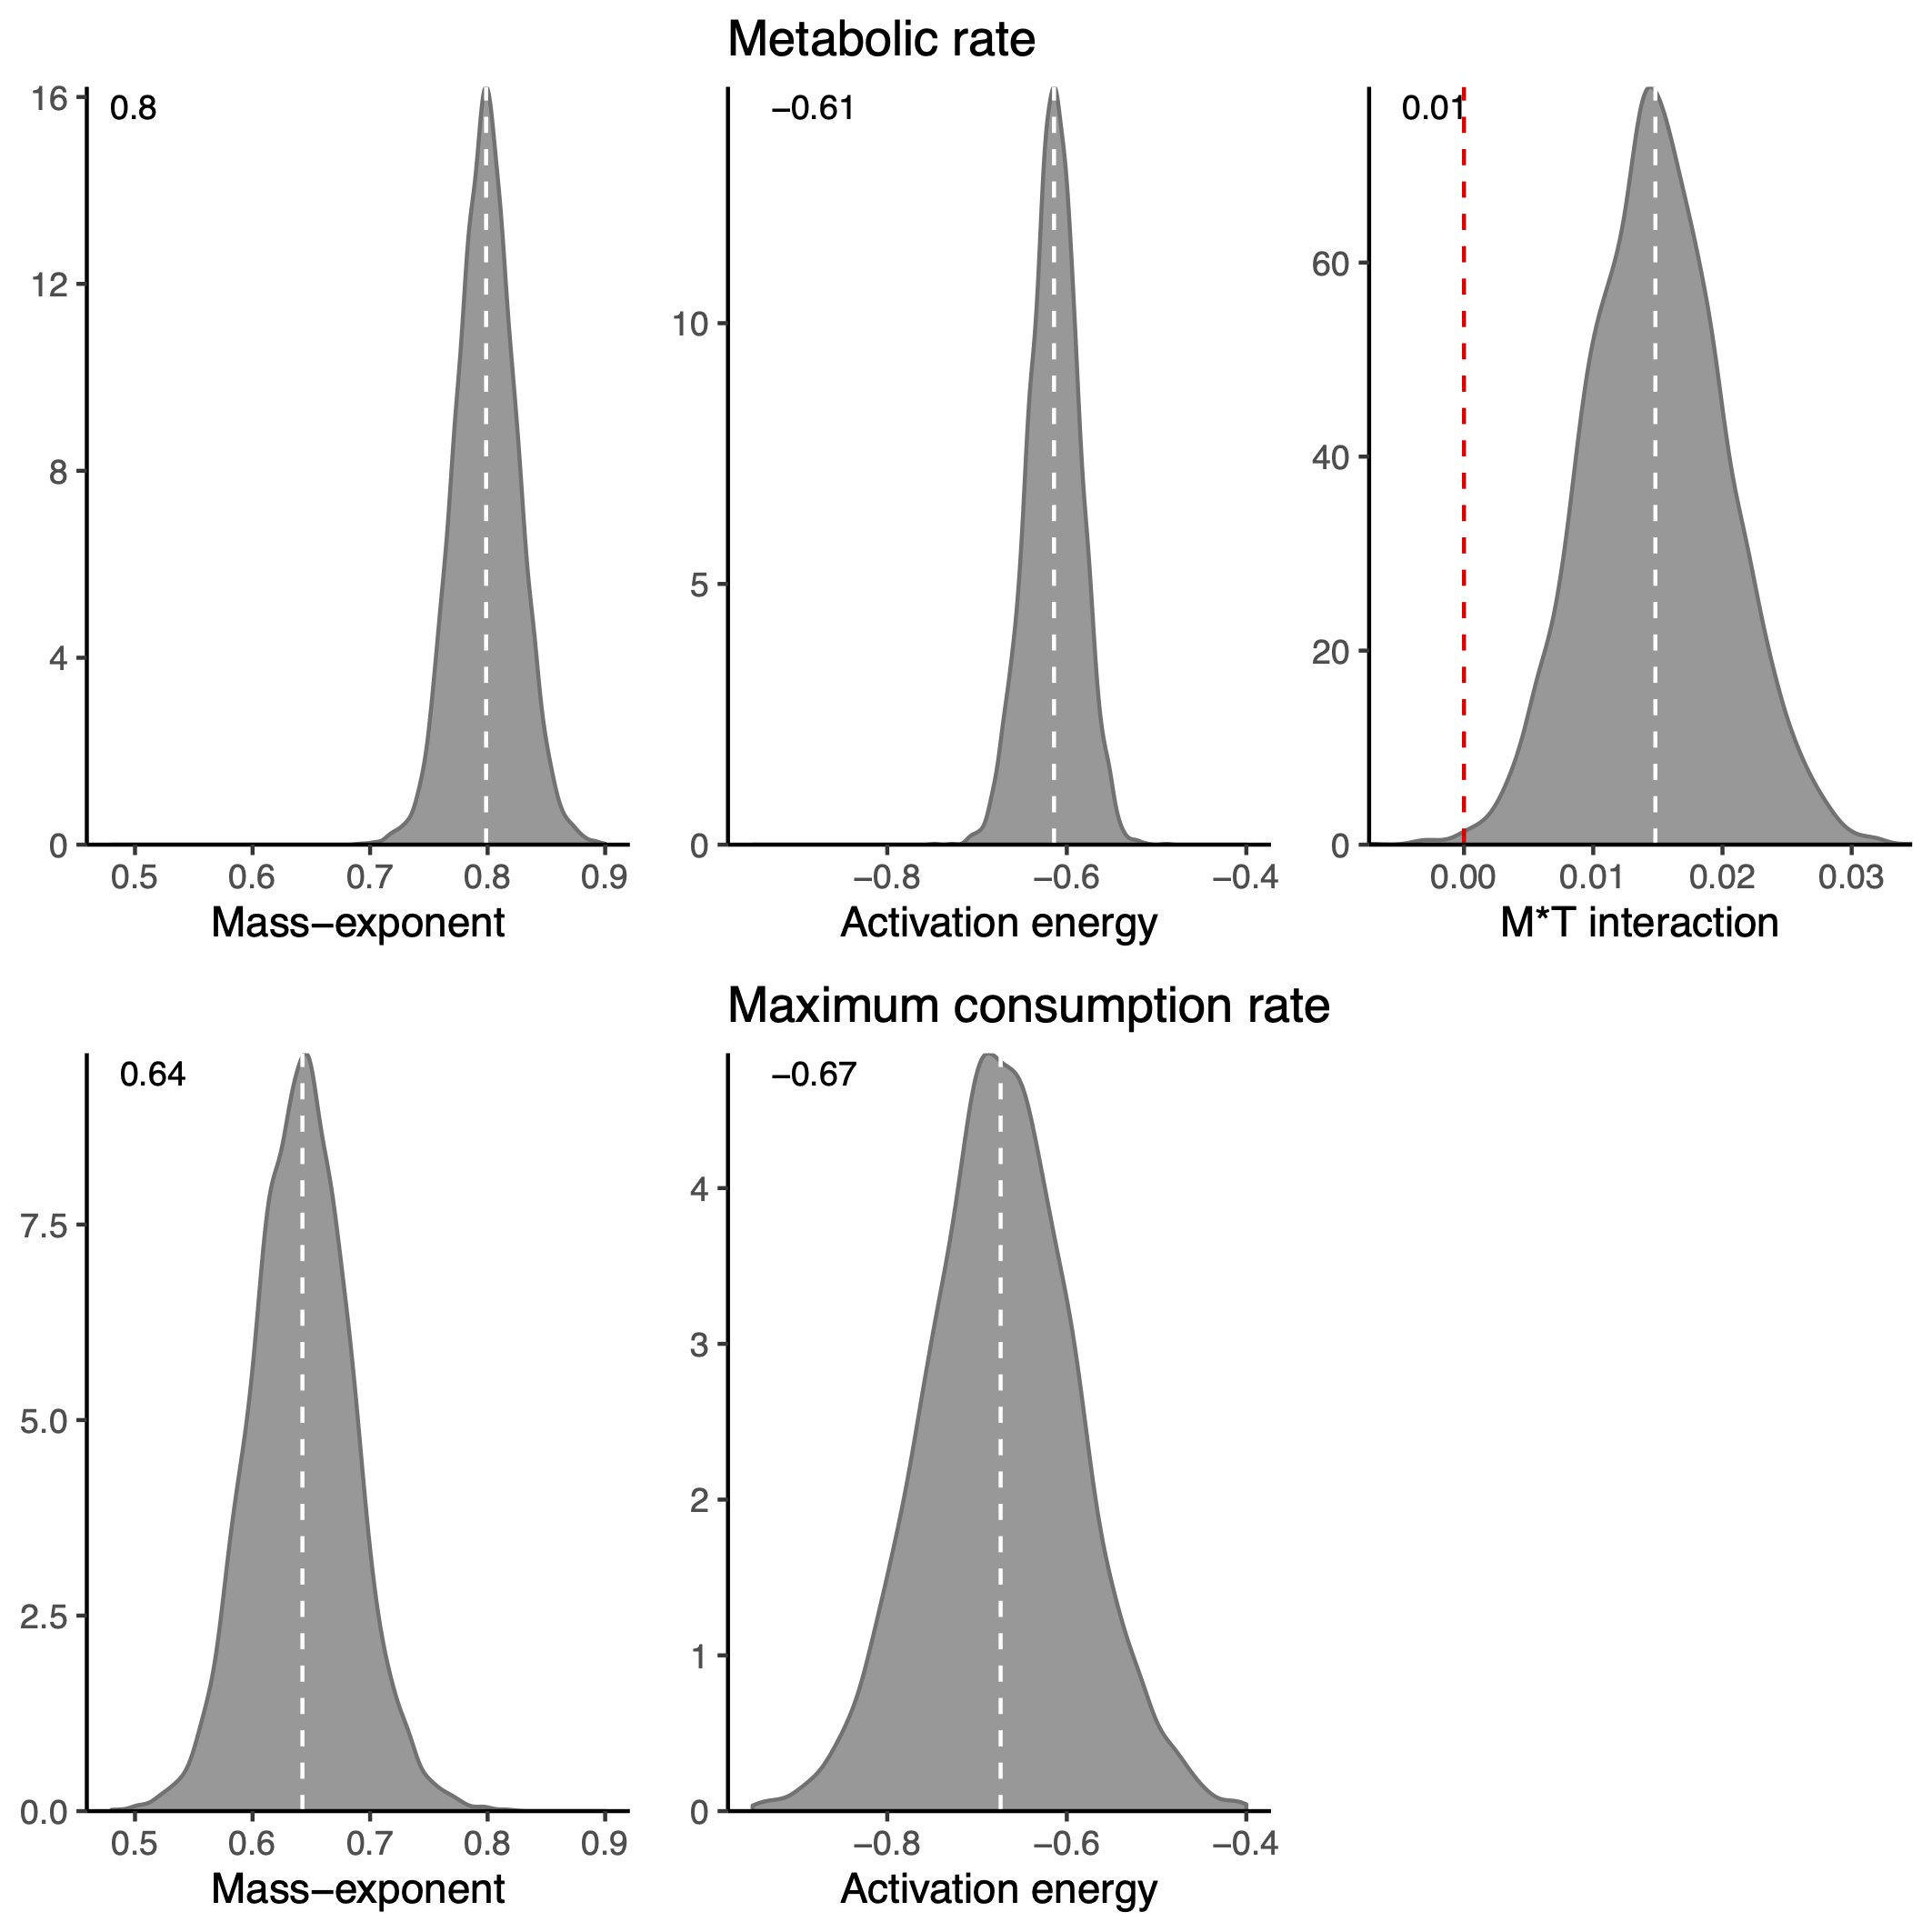 Metabolic rate
0.8
16
12
8
4
0
0.5 0.6 0.7 0.8 0.9
Mass−exponent
−0.61
10
5
0
−0.8 −0.6 −0.4
Activation energy
0.01
60
40
20
0
0.00 0.01 0.02 0.03
M*T interaction
Maximum consumption rate
0.64
7.5
5.0
2.5
0.0
0.5 0.6 0.7 0.8 0.9
Mass−exponent
−0.67
4
3
2
1
0
−0.8 −0.6 −0.4
Activation energy